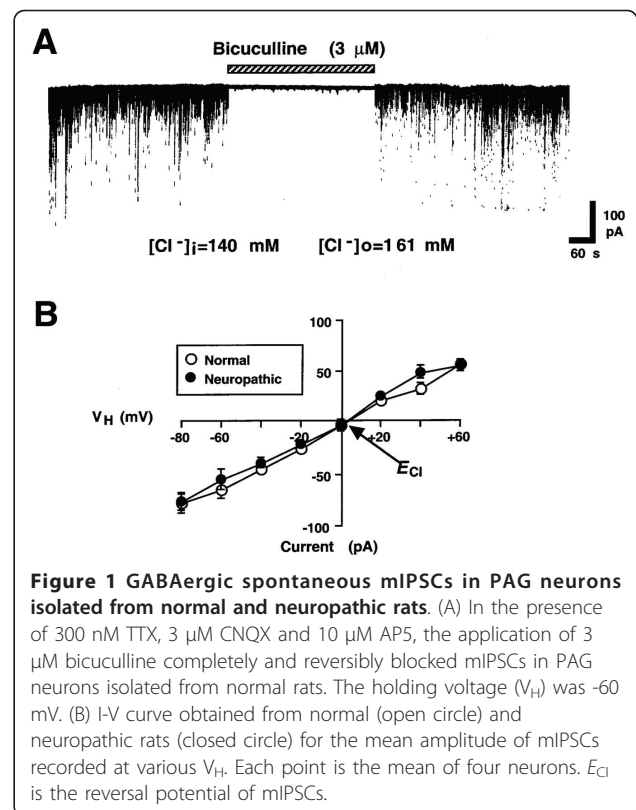 A
Bicuculline (3 μM)
100
pA
60 s
[Cl⁻]i=140 mM [Cl⁻]o=161 mM
B
100
Normal
Neuropathic
50
V_H (mV)
-80 -60 -20 +20 +60
E_Cl
-50
-100
Current (pA)
Figure 1 GABAergic spontaneous mIPSCs in PAG neurons
isolated from normal and neuropathic rats. (A) In the presence
of 300 nM TTX, 3 μM CNQX and 10 μM AP5, the application of 3
μM bicuculline completely and reversibly blocked mIPSCs in PAG
neurons isolated from normal rats. The holding voltage (V_H) was -60
mV. (B) I-V curve obtained from normal (open circle) and
neuropathic rats (closed circle) for the mean amplitude of mIPSCs
recorded at various V_H. Each point is the mean of four neurons. E_Cl
is the reversal potential of mIPSCs.